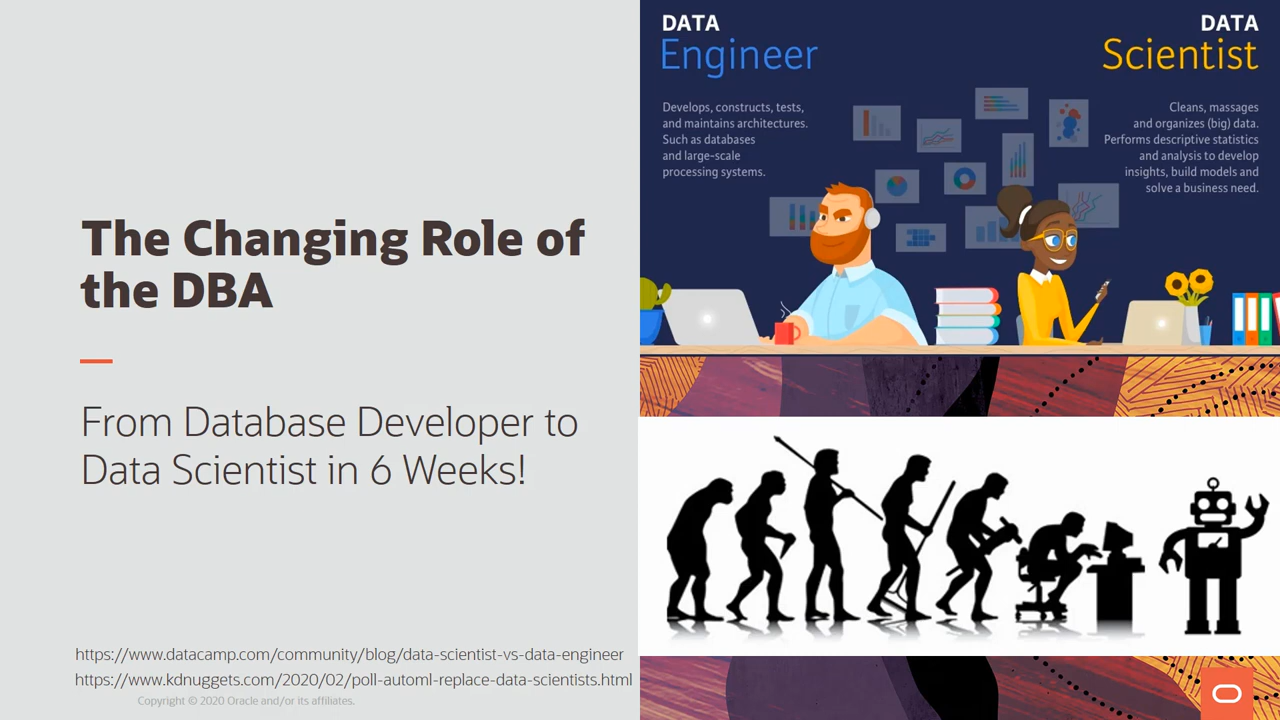 The Changing Role of
the DBA
From Database Developer to
Data Scientist in 6 Weeks!
https://www.datacamp.com/community/blog/data-scientist-vs-data-engineer
https://www.kdnuggets.com/2020/02/poll-automl-replace-data-scientists.html
Copyright © 2020 Oracle and/or its affiliates.
DATA
Engineer
Develops, constructs, tests,
and maintains architectures.
Such as databases
and large-scale
processing systems.
DATA
Scientist
Cleans, massages
and organizes (big) data.
Performs descriptive statistics
and analysis to develop
insights, build models and
solve a business need.